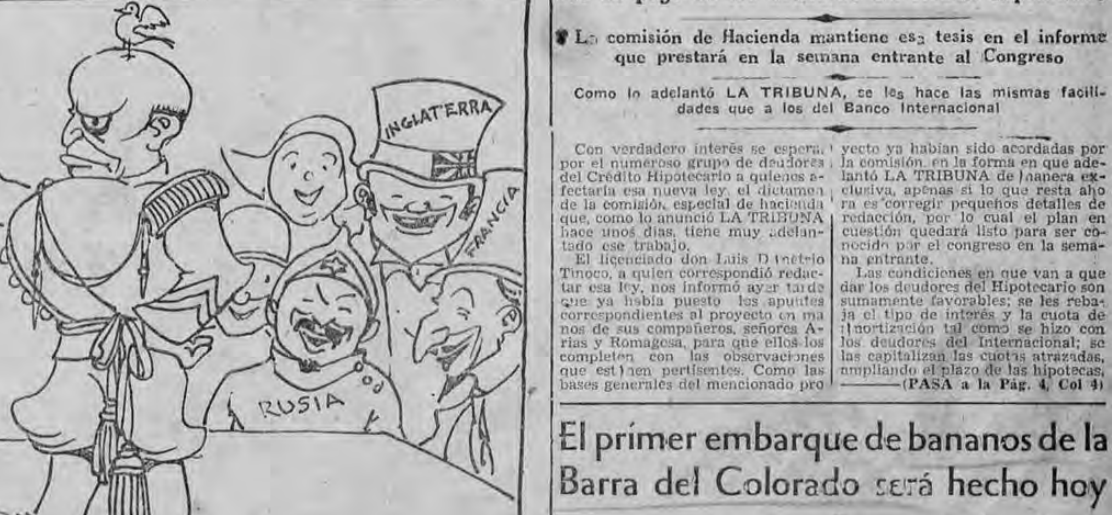 INGLATERRA
FRANCIA
RUSIA
La comisión de Hacienda mantiene esa tesis en el informe
que prestará en la semana entrante al Congreso
Como lo adelantó LA TRIBUNA, se les hace las mismas facili-
dades que a los del Banco Internacional
Con verdadero interés se espera,
por el numeroso grupo de deudores
del Crédito Hipotecario a quienes a-
fectaría esa nueva ley, el dictamen
de la comisión, especial de hacienda
que, como lo anunció LA TRIBUNA
hace unos días, tiene muy adelan-
tado ese trabajo.
El licenciado don Luis Demetrio
Tinoco, a quien correspondió redac-
tar esa ley, nos informó ayer tarde
que ya había puesto los apuntes
correspondientes al proyecto en ma
nos de sus compañeros, señores A-
rias y Romagosa, para que ellos los
completen con las observaciones
que estimen pertinentes. Como las
bases generales del mencionado pro
yecto ya habían sido acordadas por
la comisión, en la forma en que ade-
lantó LA TRIBUNA de manera ex-
clusiva, apenas si lo que resta aho
ra es corregir pequeños detalles de
redacción, por lo cual el plan en
cuestión quedará listo para ser co-
nocido por el congreso en la sema-
na entrante.
Las condiciones en que van a que
dar los deudores del Hipotecario son
sumamente favorables; se les reba-
ja el tipo de interés y la cuota de
amortización tal como se hizo con
los deudores del Internacional; se
las capitalizan las cuotas atrazadas,
ampliando el plazo de las hipotecas,
(PASA a la Pág. 4, Col 4)
El primer embarque de bananos de la
Barra del Colorado será hecho hoy